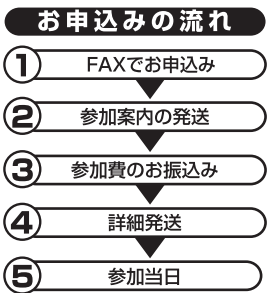 お申込みの流れ
① FAXでお申込み
② 参加案内の発送
③ 参加費のお振込み
④ 詳細発送
⑤ 参加当日